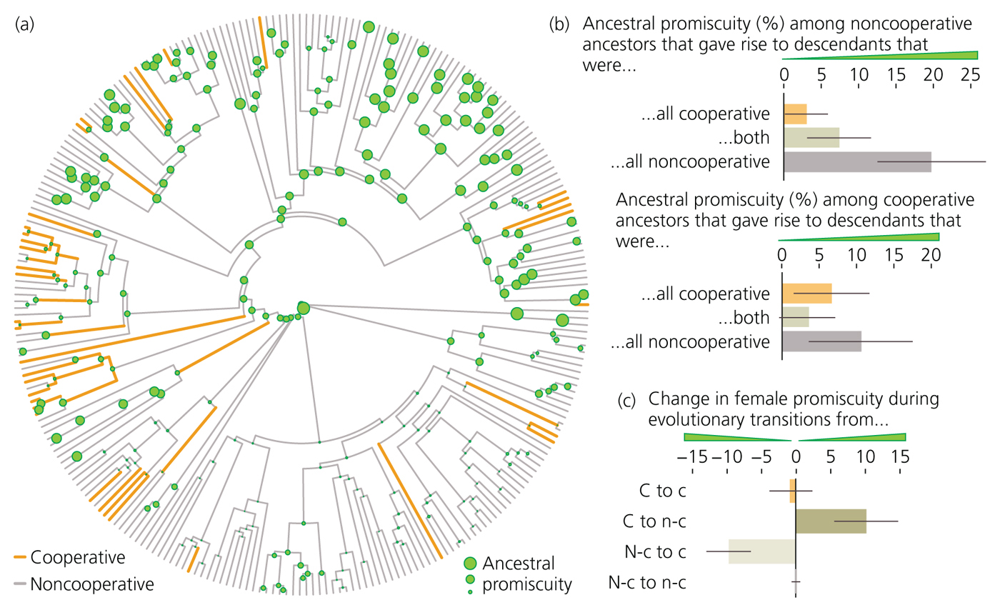 (a)
Cooperative
Noncooperative
Ancestral
promiscuity
(b) Ancestral promiscuity (%) among noncooperative
ancestors that gave rise to descendants that
were...
0 5 10 15 20 25
...all cooperative
...both
...all noncooperative
Ancestral promiscuity (%) among cooperative
ancestors that gave rise to descendants that
were...
0 5 10 15 20
...all cooperative
...both
...all noncooperative
(c) Change in female promiscuity during
evolutionary transitions from...
−15 −10 −5 0 5 10 15
C to c
C to n-c
N-c to c
N-c to n-c